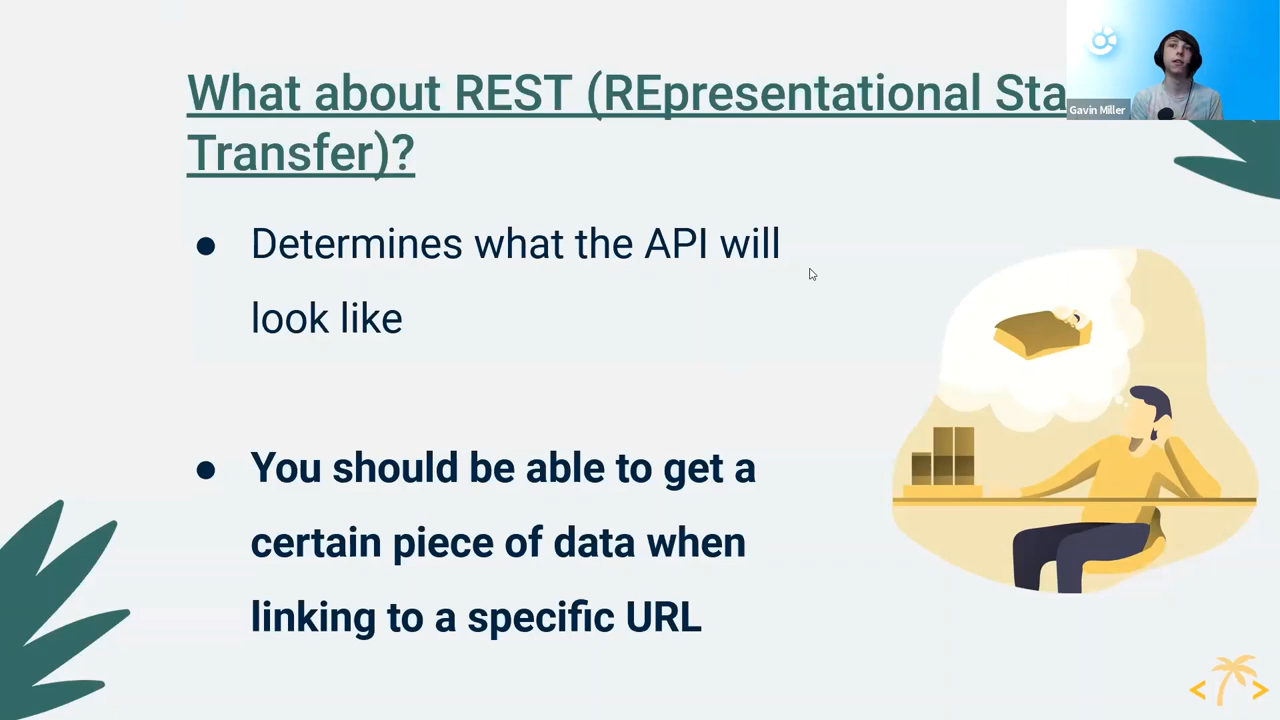 What about REST (REpresentational Sta
Transfer)?
Gavin Miller
● Determines what the API will
look like
● You should be able to get a
certain piece of data when
linking to a specific URL